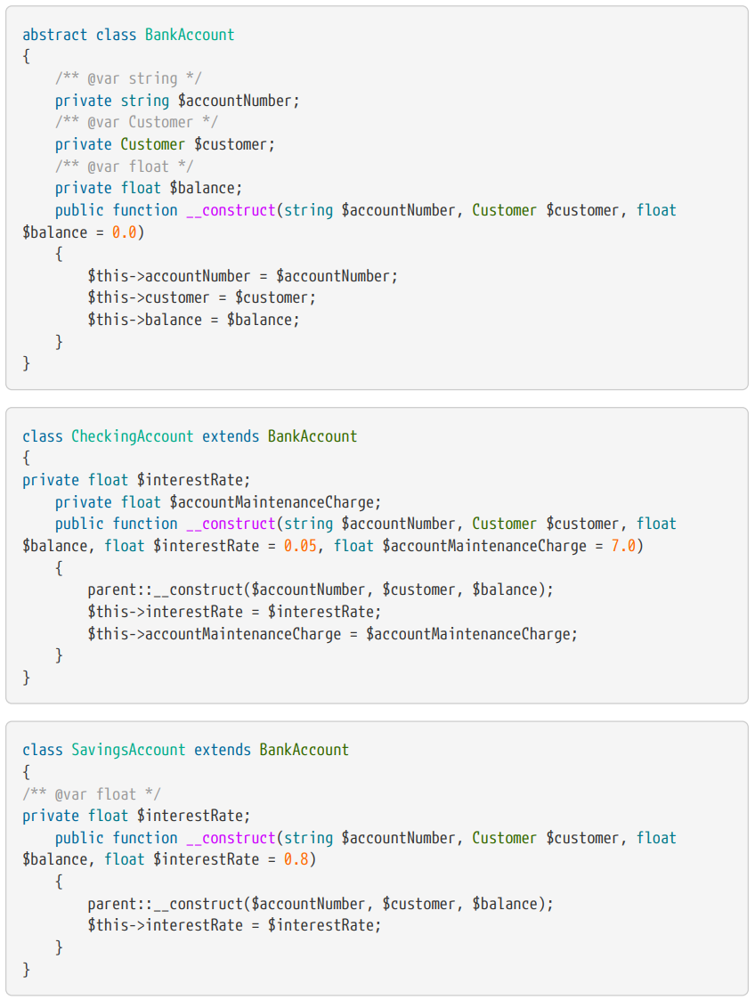 abstract class BankAccount
{
    /** @var string */
    private string $accountNumber;
    /** @var Customer */
    private Customer $customer;
    /** @var float */
    private float $balance;
    public function __construct(string $accountNumber, Customer $customer, float
$balance = 0.0)
    {
        $this->accountNumber = $accountNumber;
        $this->customer = $customer;
        $this->balance = $balance;
    }
}
class CheckingAccount extends BankAccount
{
private float $interestRate;
    private float $accountMaintenanceCharge;
    public function __construct(string $accountNumber, Customer $customer, float
$balance, float $interestRate = 0.05, float $accountMaintenanceCharge = 7.0)
    {
        parent::__construct($accountNumber, $customer, $balance);
        $this->interestRate = $interestRate;
        $this->accountMaintenanceCharge = $accountMaintenanceCharge;
    }
}
class SavingsAccount extends BankAccount
{
/** @var float */
private float $interestRate;
    public function __construct(string $accountNumber, Customer $customer, float
$balance, float $interestRate = 0.8)
    {
        parent::__construct($accountNumber, $customer, $balance);
        $this->interestRate = $interestRate;
    }
}